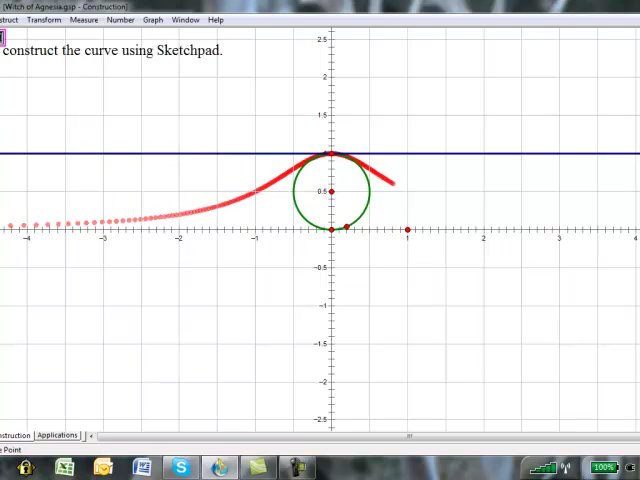 [Witch of Agnesia.gsp - Construction]
struct Transform Measure Number Graph Window Help
construct the curve using Sketchpad.
2.5
2
1.5
1
0.5
-4 -3 -2 -1 1 2 3 4
-0.5
-1
-1.5
-2
-2.5
nstruction Applications
e Point
100%